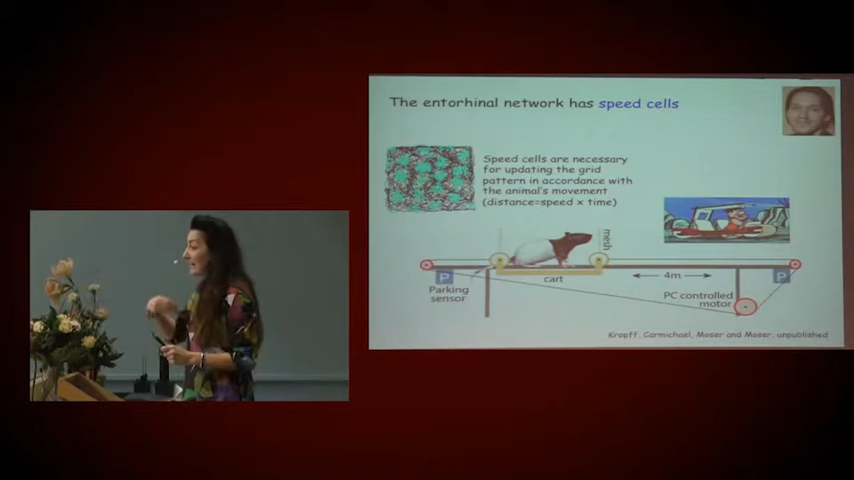 The entorhinal network has speed cells
Speed cells are necessary
for updating the grid
pattern in accordance with
the animal's movement
(distance=speed x time)
mesh
cart
4m
P
P
Parking
sensor
PC controlled
motor
Kropff, Carmichael, Moser and Moser, unpublished